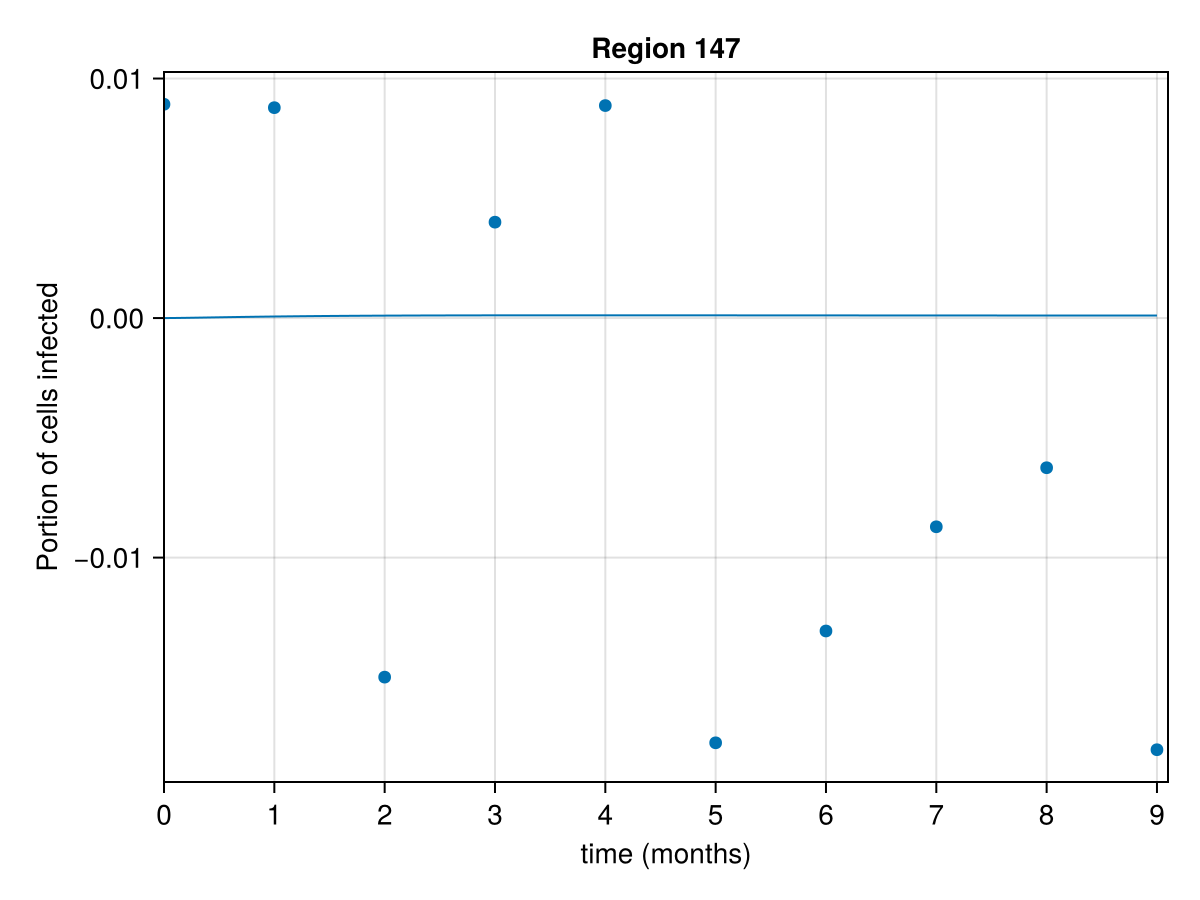 Region 147
0.01
0.00
−0.01
Portion of cells infected
0 1 2 3 4 5 6 7 8 9
time (months)